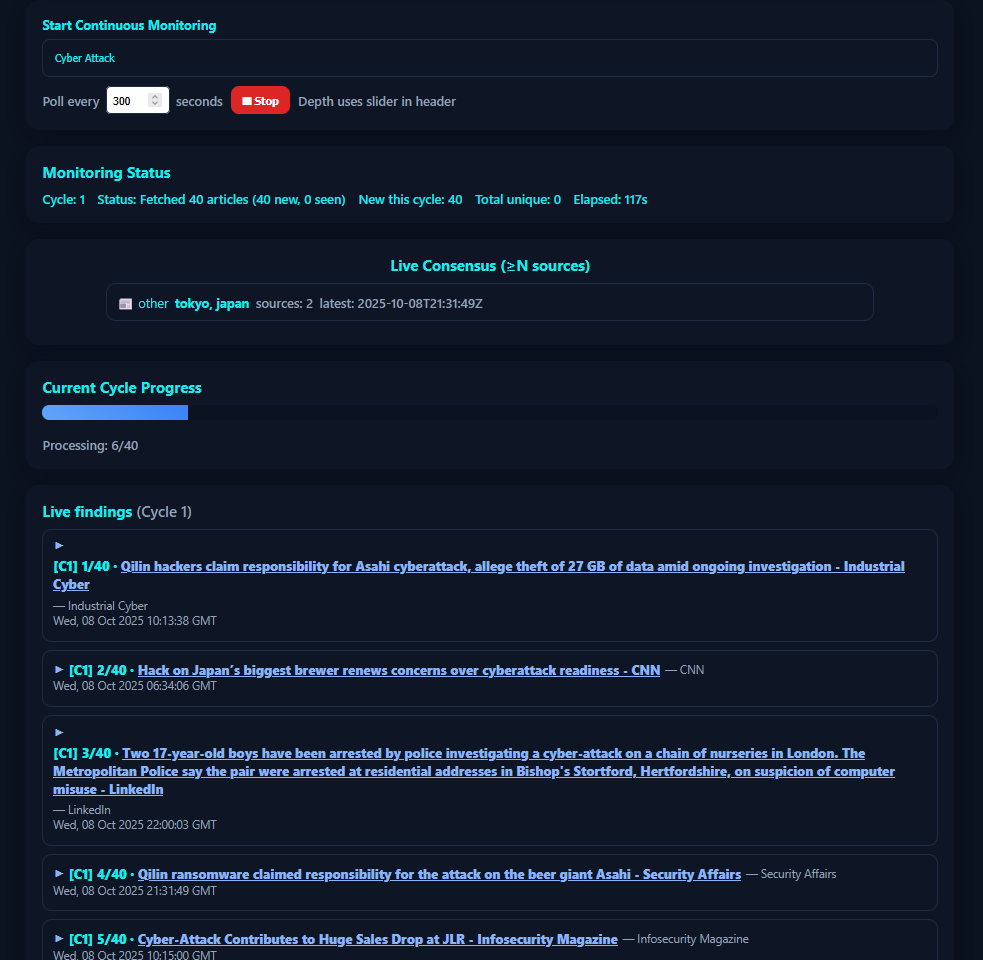 Start Continuous Monitoring
Cyber Attack
Poll every 300 seconds Stop Depth uses slider in header
Monitoring Status
Cycle: 1 Status: Fetched 40 articles (40 new, 0 seen) New this cycle: 40 Total unique: 0 Elapsed: 117s
Live Consensus (≥N sources)
other tokyo, japan sources: 2 latest: 2025-10-08T21:31:49Z
Current Cycle Progress
Processing: 6/40
Live findings (Cycle 1)
[C1] 1/40 · Qilin hackers claim responsibility for Asahi cyberattack, allege theft of 27 GB of data amid ongoing investigation - Industrial
Cyber
— Industrial Cyber
Wed, 08 Oct 2025 10:13:38 GMT
[C1] 2/40 · Hack on Japan's biggest brewer renews concerns over cyberattack readiness - CNN — CNN
Wed, 08 Oct 2025 06:34:06 GMT
[C1] 3/40 · Two 17-year-old boys have been arrested by police investigating a cyber-attack on a chain of nurseries in London. The
Metropolitan Police say the pair were arrested at residential addresses in Bishop's Stortford, Hertfordshire, on suspicion of computer
misuse - LinkedIn
— LinkedIn
Wed, 08 Oct 2025 22:00:03 GMT
[C1] 4/40 · Qilin ransomware claimed responsibility for the attack on the beer giant Asahi - Security Affairs — Security Affairs
Wed, 08 Oct 2025 21:31:49 GMT
[C1] 5/40 · Cyber-Attack Contributes to Huge Sales Drop at JLR - Infosecurity Magazine — Infosecurity Magazine
Wed, 08 Oct 2025 10:15:00 GMT